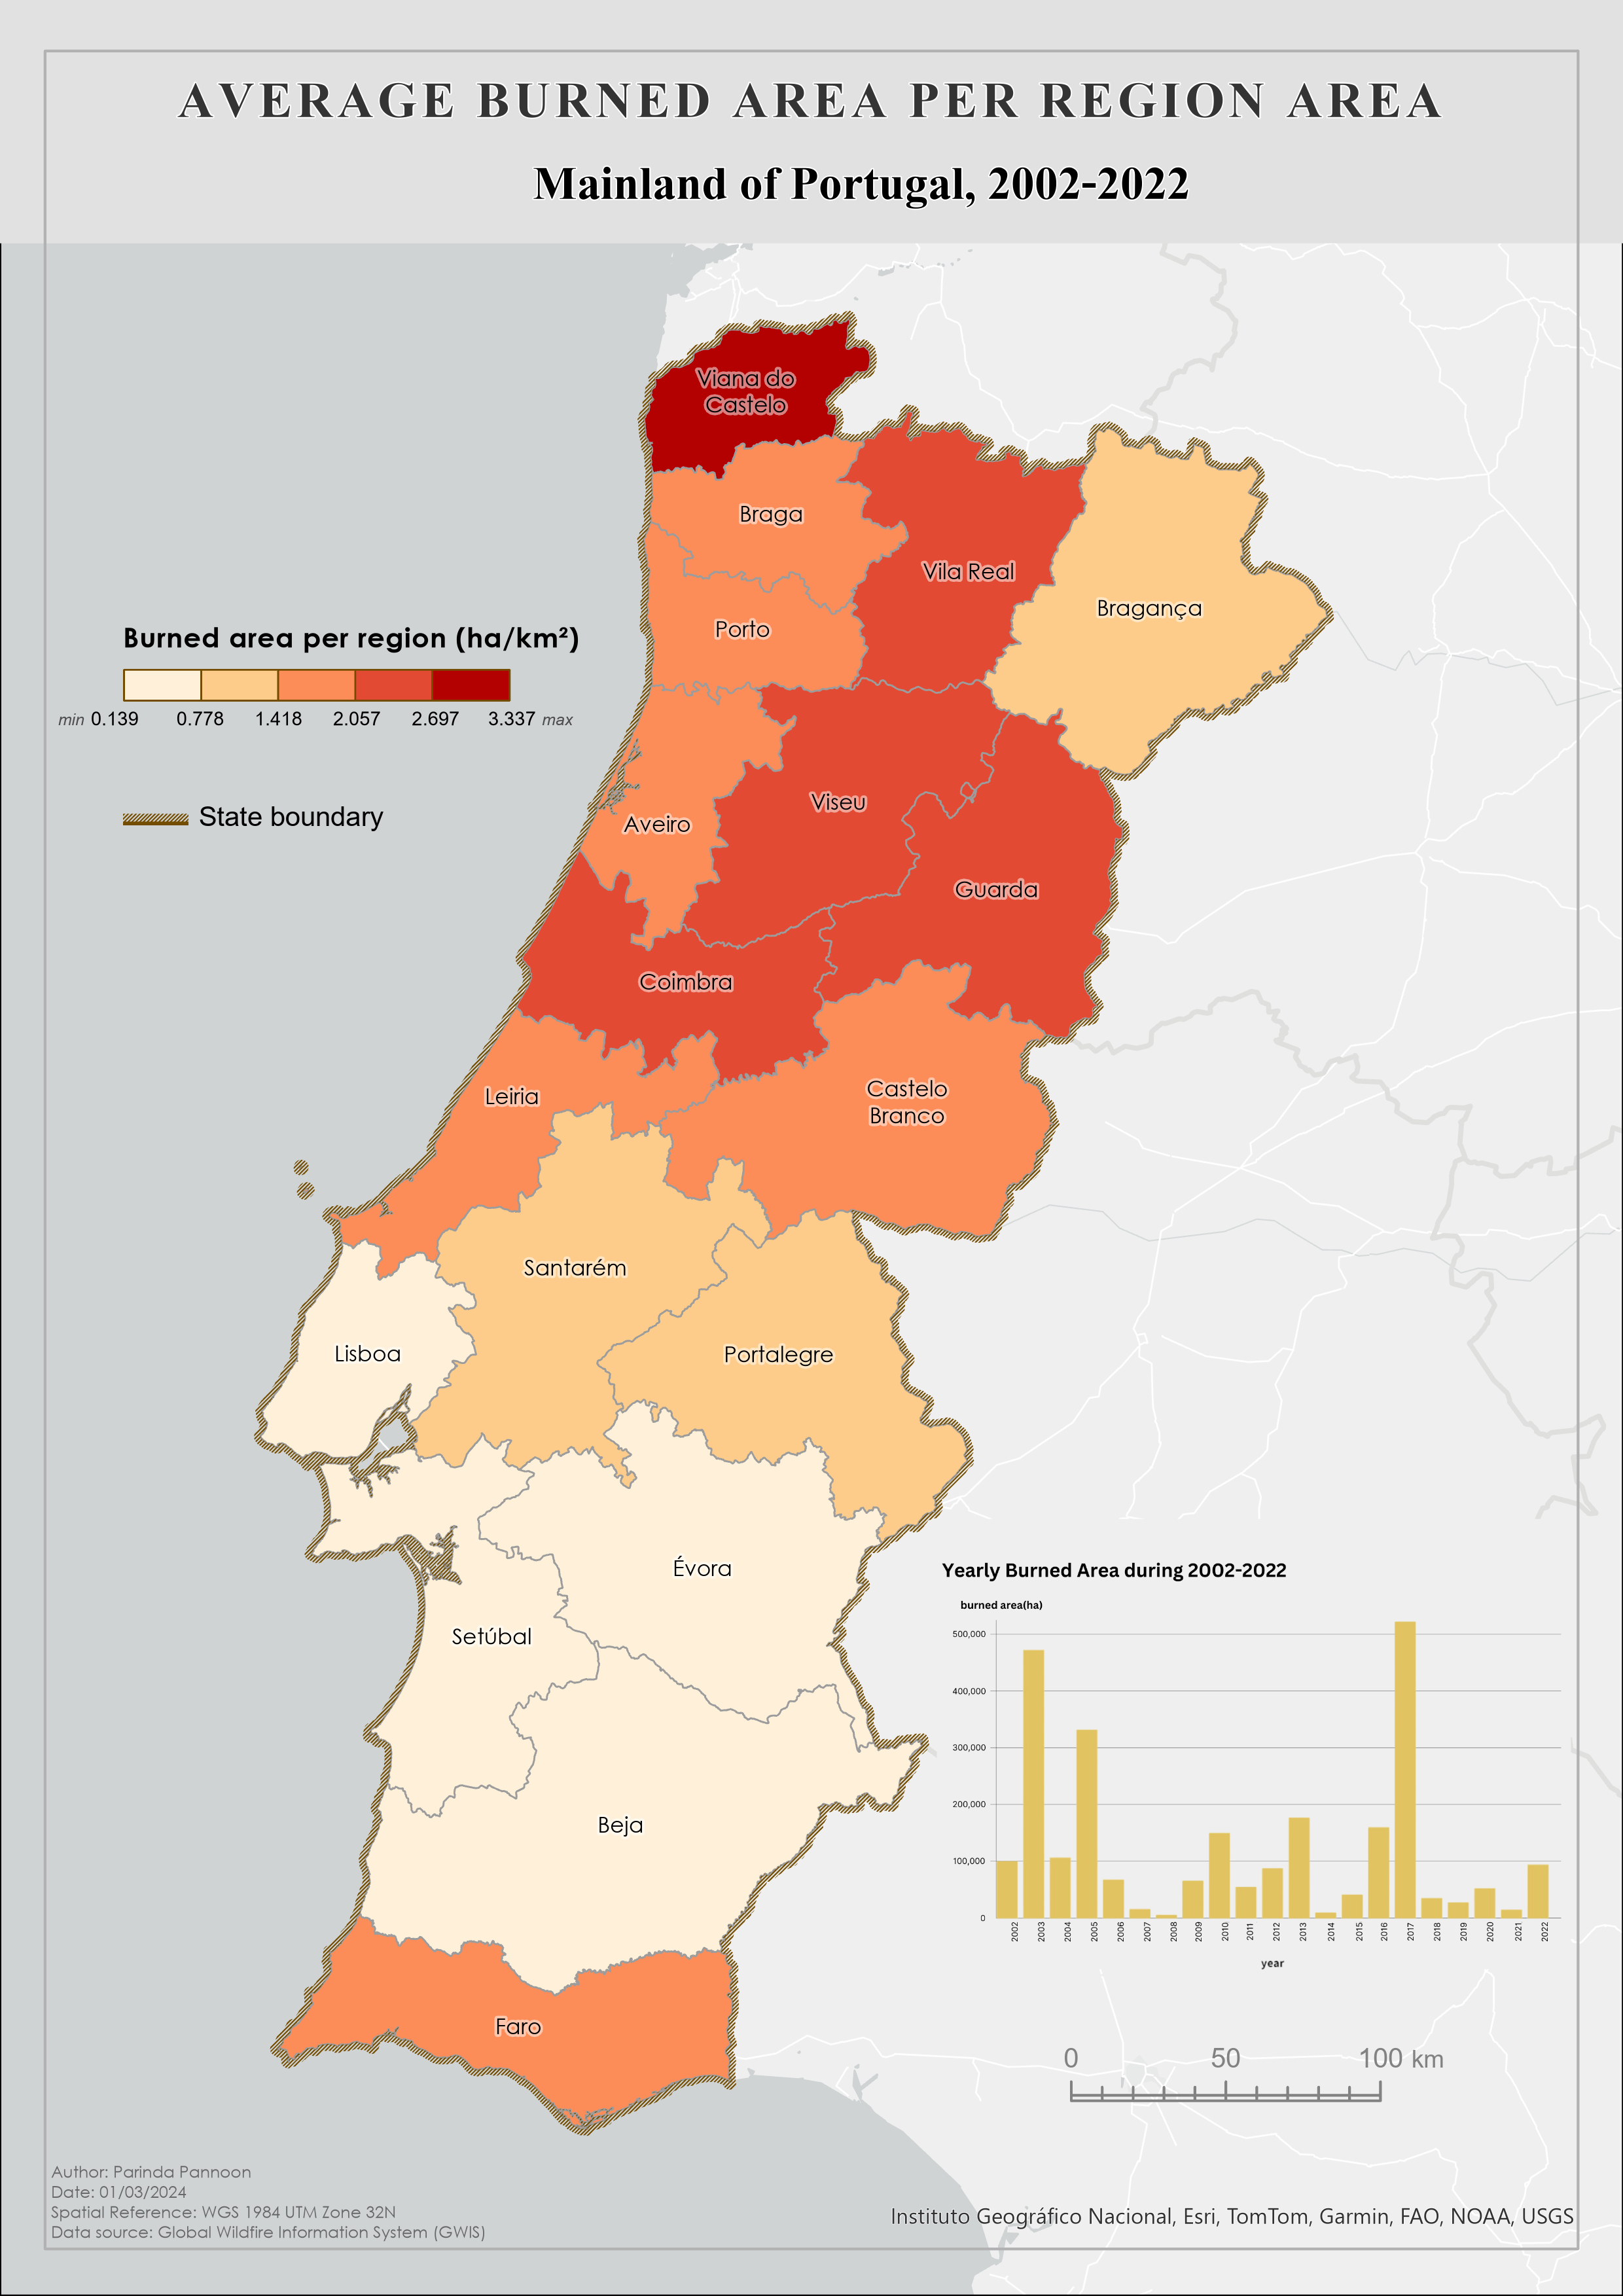 AVERAGE BURNED AREA PER REGION AREA
Mainland of Portugal, 2002-2022
Viana do
Castelo
Braga
Vila Real
Bragança
Porto
Burned area per region (ha/km²)
min 0.139 0.778 1.418 2.057 2.697 3.337 max
State boundary
Viseu
Aveiro
Guarda
Coimbra
Leiria
Castelo
Branco
Santarém
Lisboa
Portalegre
Évora
Setúbal
Beja
Faro
Yearly Burned Area during 2002-2022
burned area(ha)
500,000
400,000
300,000
200,000
100,000
0
2002 2003 2004 2005 2006 2007 2008 2009 2010 2011 2012 2013 2014 2015 2016 2017 2018 2019 2020 2021 2022
year
0 50 100 km
Author: Parinda Pannoon
Date: 01/03/2024
Spatial Reference: WGS 1984 UTM Zone 32N
Data source: Global Wildfire Information System (GWIS)
Instituto Geográfico Nacional, Esri, TomTom, Garmin, FAO, NOAA, USGS